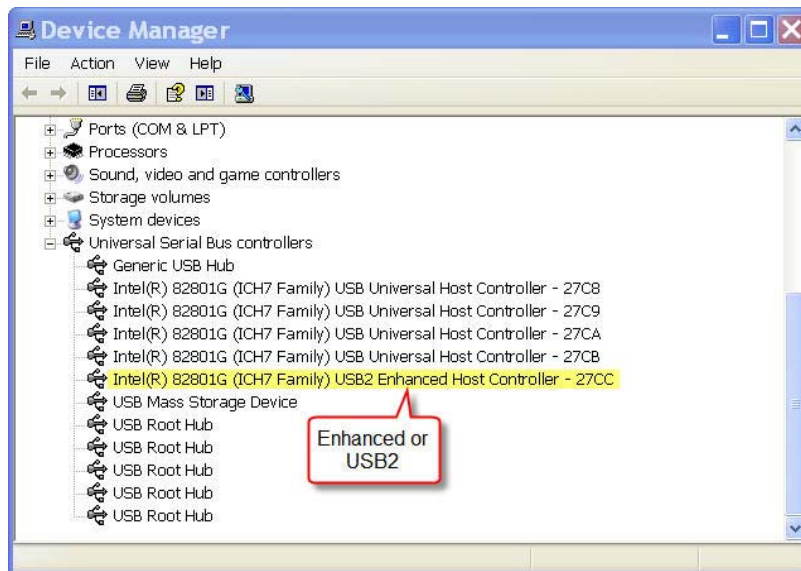 Device Manager
File Action View Help
Ports (COM & LPT)
Processors
Sound, video and game controllers
Storage volumes
System devices
Universal Serial Bus controllers
Generic USB Hub
Intel(R) 82801G (ICH7 Family) USB Universal Host Controller - 27C8
Intel(R) 82801G (ICH7 Family) USB Universal Host Controller - 27C9
Intel(R) 82801G (ICH7 Family) USB Universal Host Controller - 27CA
Intel(R) 82801G (ICH7 Family) USB Universal Host Controller - 27CB
Intel(R) 82801G (ICH7 Family) USB2 Enhanced Host Controller - 27CC
USB Mass Storage Device
USB Root Hub
USB Root Hub
USB Root Hub
USB Root Hub
USB Root Hub
Enhanced or
USB2